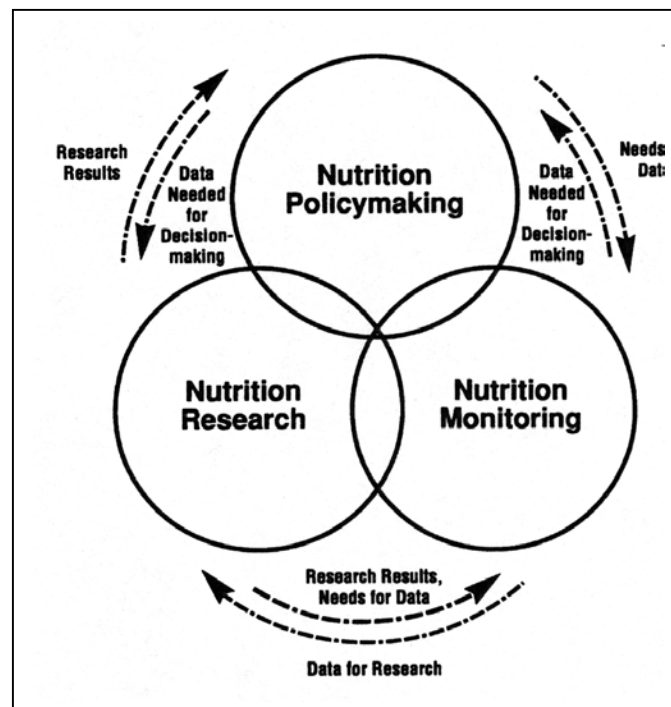 Research
Results
Data
Needed
for
Decision-
making
Nutrition
Policymaking
Data
Needed
for
Decision-
making
Needs
Nutrition
Research
Nutrition
Monitoring
Research Results,
Needs for Data
Data for Research